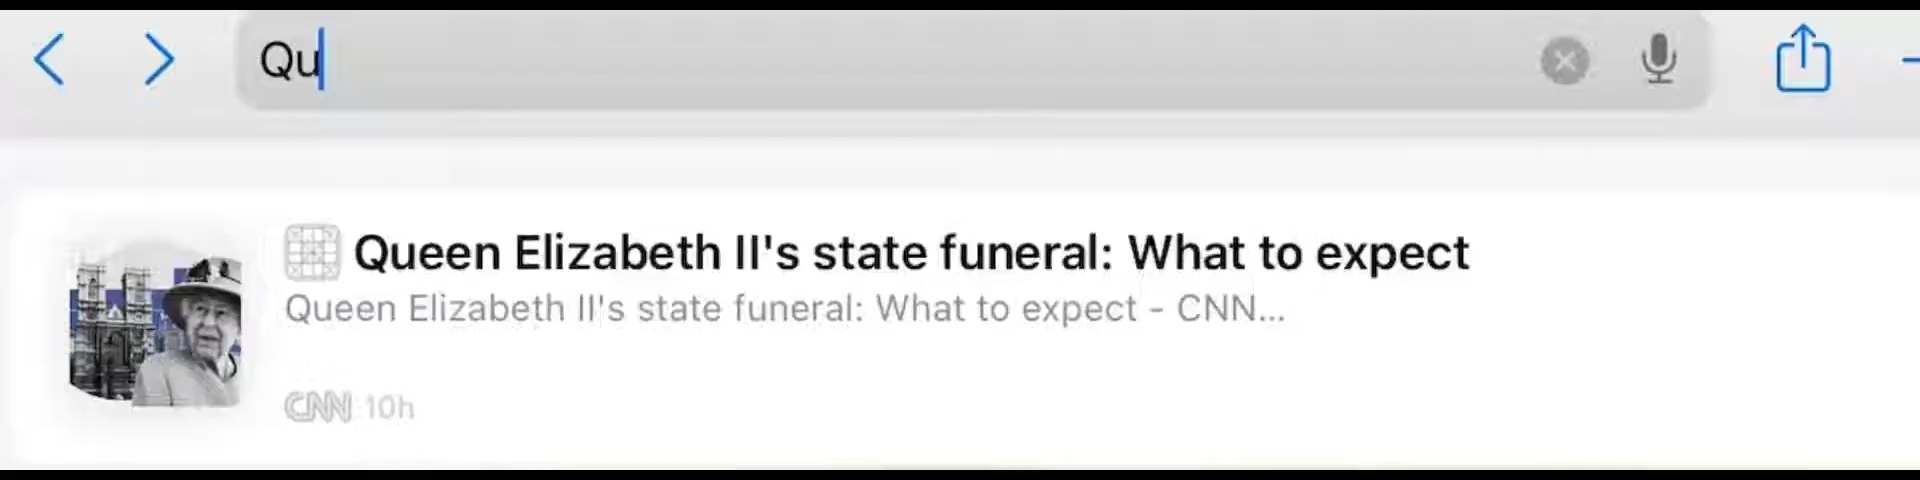 Qu
Queen Elizabeth II's state funeral: What to expect
Queen Elizabeth II's state funeral: What to expect - CNN...
CNN 10h